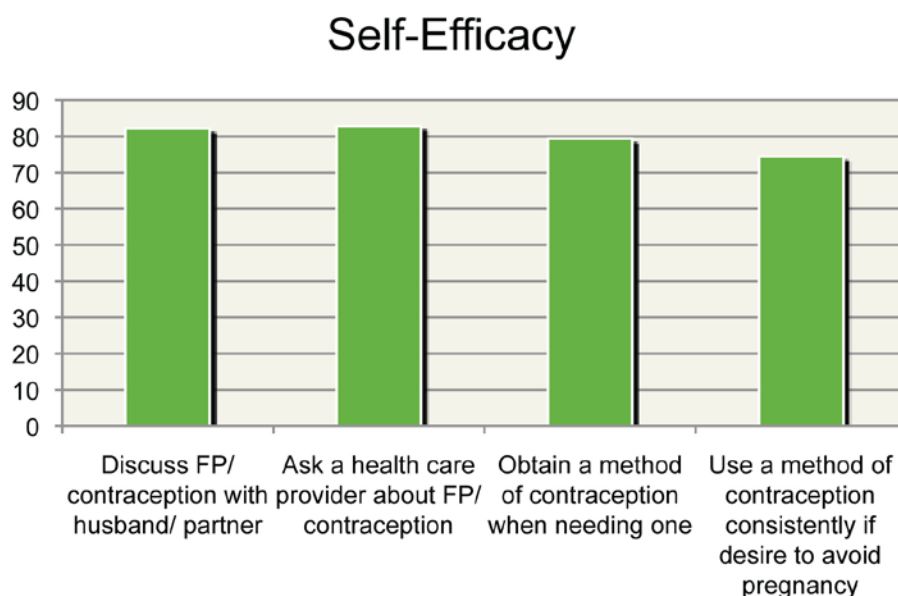 Self-Efficacy
90
80
70
60
50
40
30
20
10
0
Discuss FP/
contraception with
husband/ partner
Ask a health care
provider about FP/
contraception
Obtain a method
of contraception
when needing one
Use a method of
contraception
consistently if
desire to avoid
pregnancy